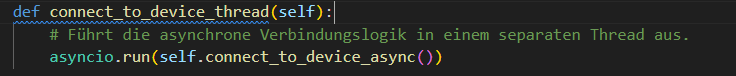 def connect_to_device_thread(self):
    # Führt die asynchrone Verbindungslogik in einem separaten Thread aus.
    asyncio.run(self.connect_to_device_async())